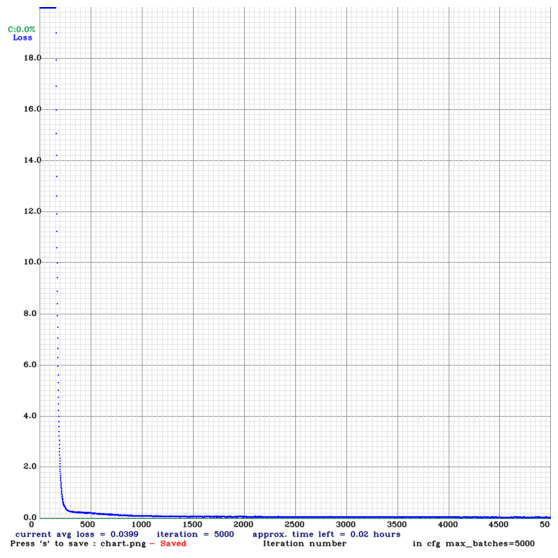 C:0.0%
Loss
18.0
16.0
14.0
12.0
10.0
8.0
6.0
4.0
2.0
0.0
0 500 1000 1500 2000 2500 3000 3500 4000 4500 50
current avg loss = 0.0399 iteration = 5000 approx. time left = 0.02 hours
Press 's' to save : chart.png - Saved Iteration number in cfg max_batches=5000